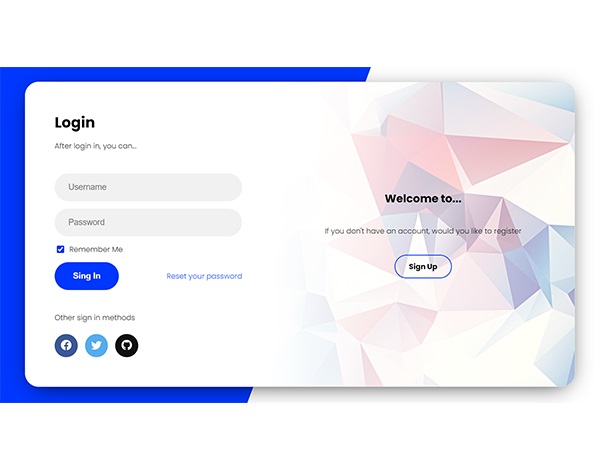 Login
After login in, you can...
Username
Password
Remember Me
Sing In
Reset your password
Other sign in methods
Welcome to...
If you don't have an account, would you like to register
Sign Up